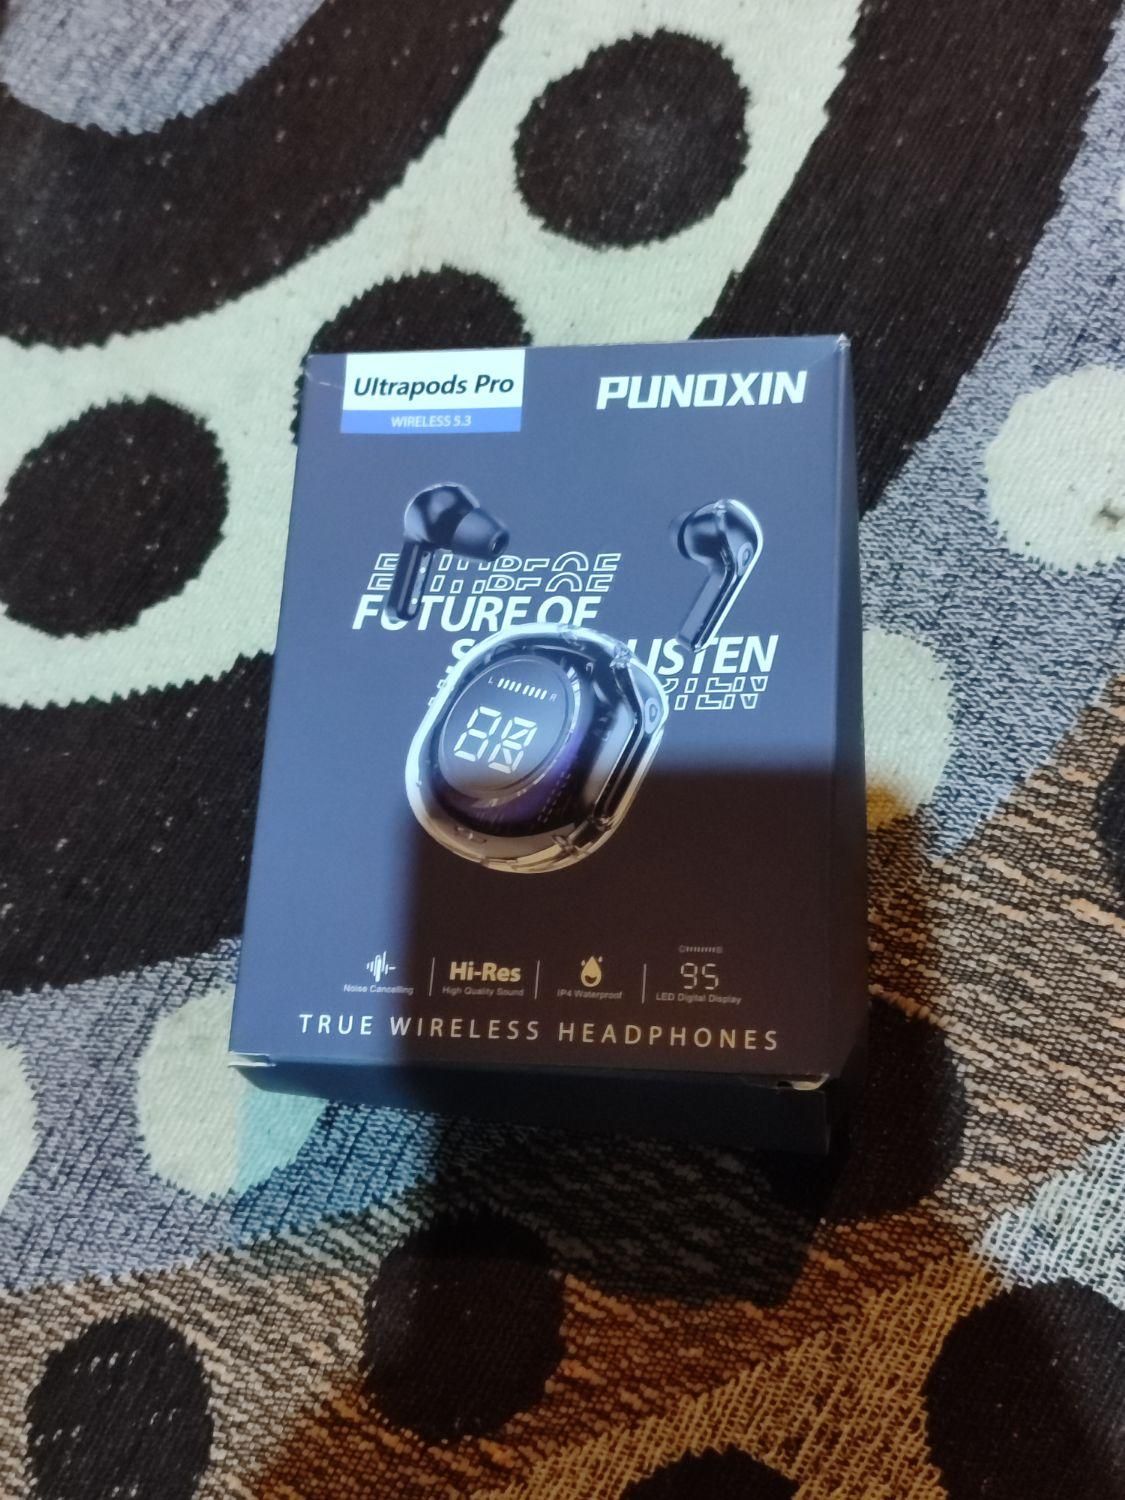 Ultrapods Pro
PUNOXIN
WIRELESS 5.3
FUTURE OF
LISTEN
88
L R
Noise Cancelling
Hi-Res
High Quality Sound
IP4 Waterproof
95
LED Digital Display
TRUE WIRELESS HEADPHONES